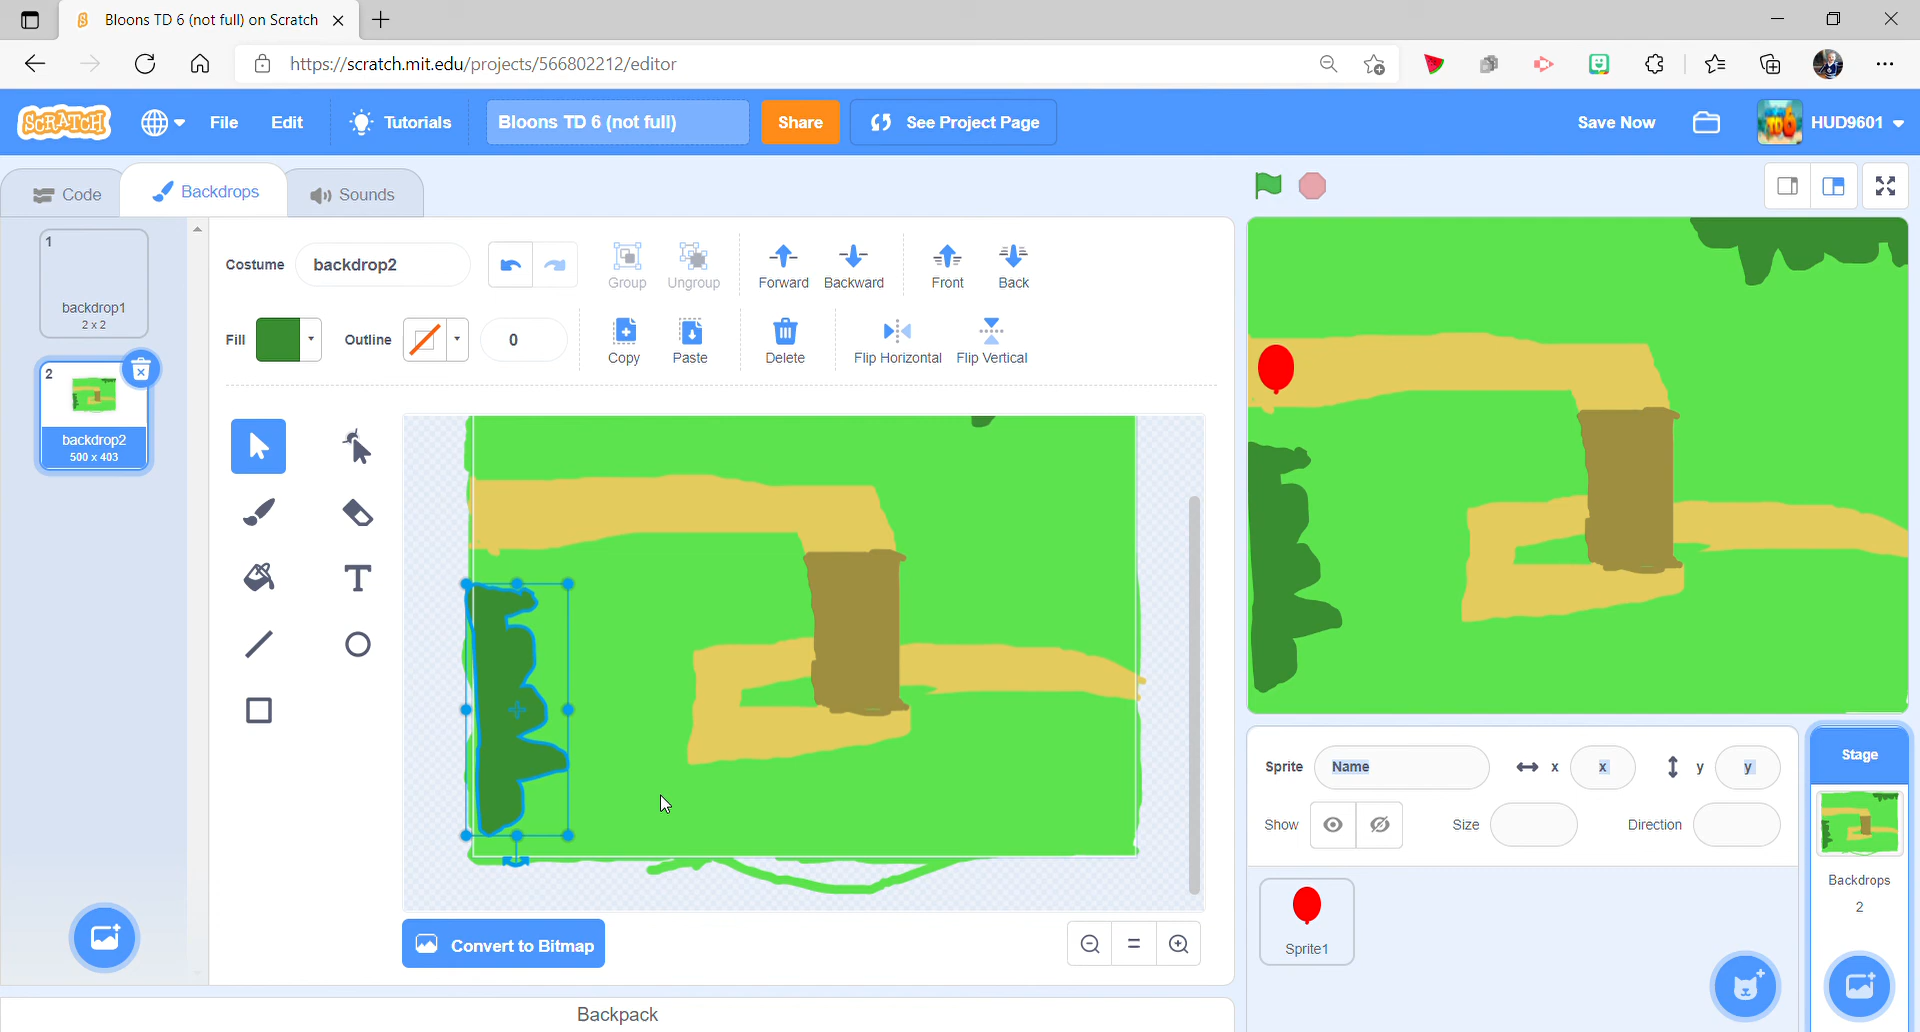 Bloons TD 6 (not full) on Scratch
https://scratch.mit.edu/projects/566802212/editor
SCRATCH File Edit Tutorials Bloons TD 6 (not full) Share See Project Page Save Now HUD9601
Code Backdrops Sounds
1
backdrop1
2 x 2
2
backdrop2
500 x 403
Costume backdrop2 Group Ungroup Forward Backward Front Back
Fill Outline 0 Copy Paste Delete Flip Horizontal Flip Vertical
T
Convert to Bitmap
Backpack
Sprite Name x x y y
Show Size Direction
Sprite1
Stage
Backdrops
2